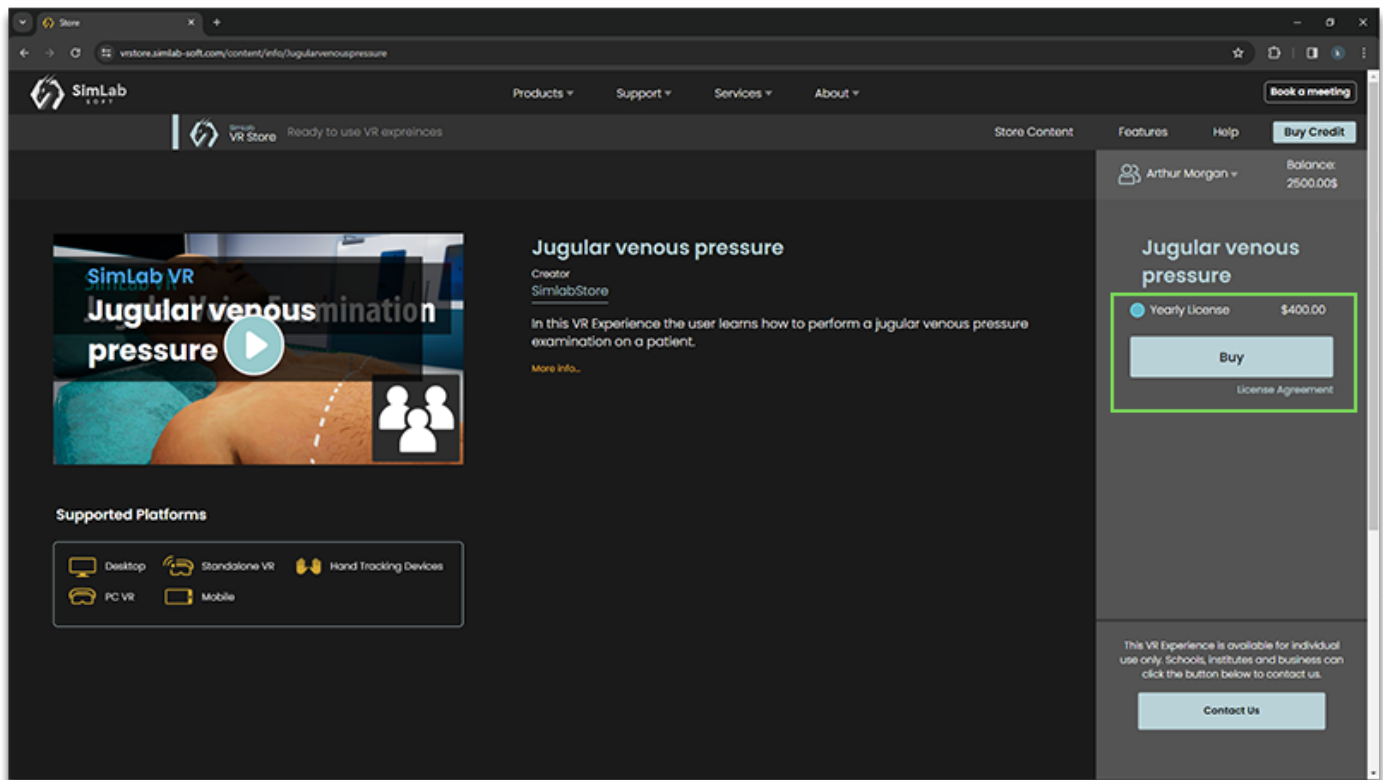 Store
vrstore.simlab-soft.com/content/info/Jugularvenouspressure
SimLab
SOFT
Products
Support
Services
About
Book a meeting
Simlab
VR Store
Ready to use VR expreinces
Store Content
Features
Help
Buy Credit
Arthur Morgan
Balance:
2500.00$
SimLab VR
Jugular venous
pressure
mination
Jugular venous pressure
Creator
SimlabStore
In this VR Experience the user learns how to perform a jugular venous pressure
examination on a patient.
More info..
Supported Platforms
Desktop
Standalone VR
Hand Tracking Devices
PC VR
Mobile
Jugular venous
pressure
Yearly License
$400.00
Buy
License Agreement
This VR Experience is available for individual
use only. Schools, institutes and business can
click the button below to contact us.
Contact Us